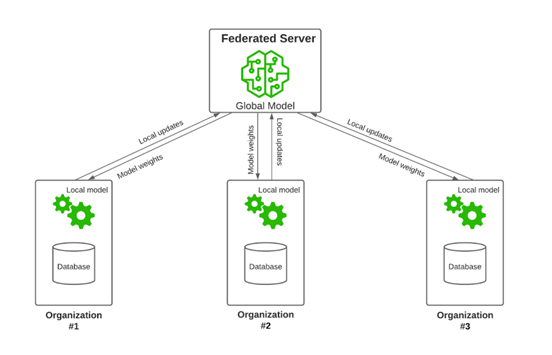 Federated Server
Global Model
Local updates
Model weights
Model weights
Local updates
Local updates
Model weights
Local model
Database
Organization
#1
Local model
Database
Organization
#2
Local model
Database
Organization
#3